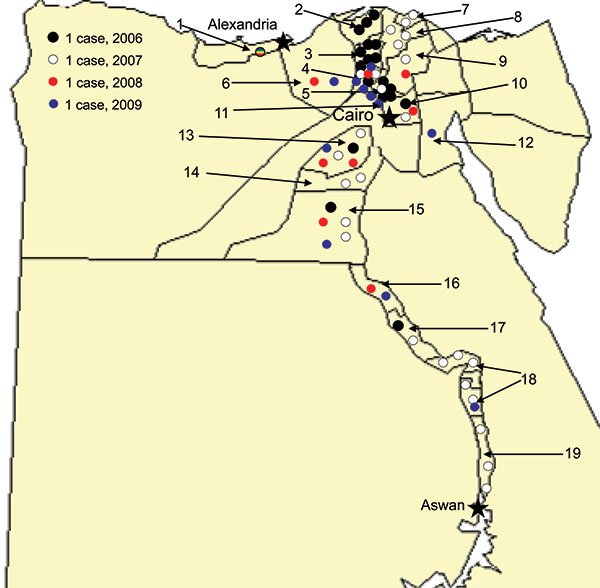 1
Alexandria
2
7
8
1 case, 2006
1 case, 2007
1 case, 2008
1 case, 2009
3
4
5
6
9
10
11
Cairo
12
13
14
15
16
17
18
19
Aswan